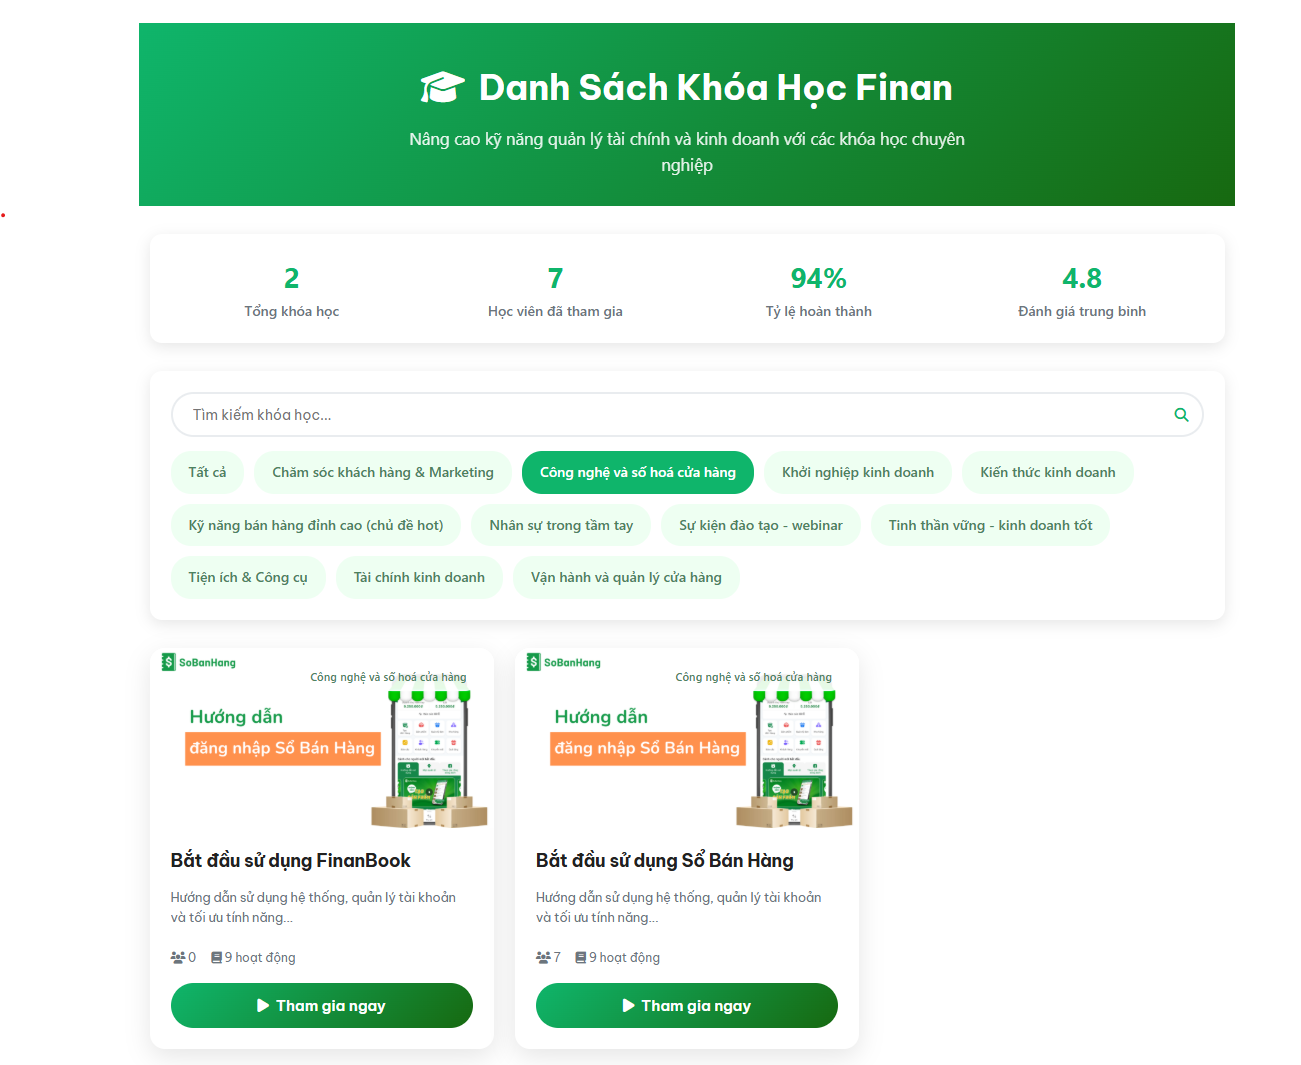 Danh Sách Khóa Học Finan
Nâng cao kỹ năng quản lý tài chính và kinh doanh với các khóa học chuyên
nghiệp
2
Tổng khóa học
7
Học viên đã tham gia
94%
Tỷ lệ hoàn thành
4.8
Đánh giá trung bình
Tìm kiếm khóa học...
Tất cả
Chăm sóc khách hàng & Marketing
Công nghệ và số hoá cửa hàng
Khởi nghiệp kinh doanh
Kiến thức kinh doanh
Kỹ năng bán hàng đỉnh cao (chủ đề hot)
Nhân sự trong tầm tay
Sự kiện đào tạo - webinar
Tinh thần vững - kinh doanh tốt
Tiện ích & Công cụ
Tài chính kinh doanh
Vận hành và quản lý cửa hàng
SoBanHang
Công nghệ và số hoá cửa hàng
Hướng dẫn
đăng nhập Sổ Bán Hàng
Bắt đầu sử dụng FinanBook
Hướng dẫn sử dụng hệ thống, quản lý tài khoản
và tối ưu tính năng...
0
9 hoạt động
Tham gia ngay
SoBanHang
Công nghệ và số hoá cửa hàng
Hướng dẫn
đăng nhập Sổ Bán Hàng
Bắt đầu sử dụng Sổ Bán Hàng
Hướng dẫn sử dụng hệ thống, quản lý tài khoản
và tối ưu tính năng...
7
9 hoạt động
Tham gia ngay